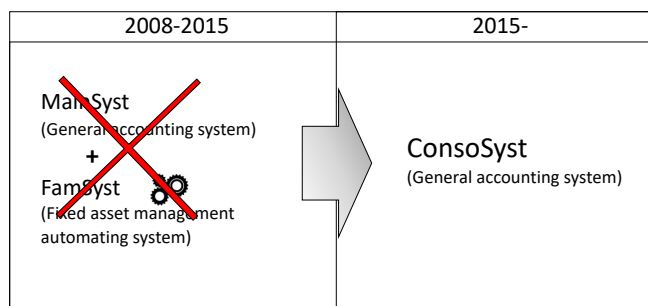 2008-2015
2015-
MainSyst
(General accounting system)
+
FamSyst
(Fixed asset management
automating system)
ConsoSyst
(General accounting system)